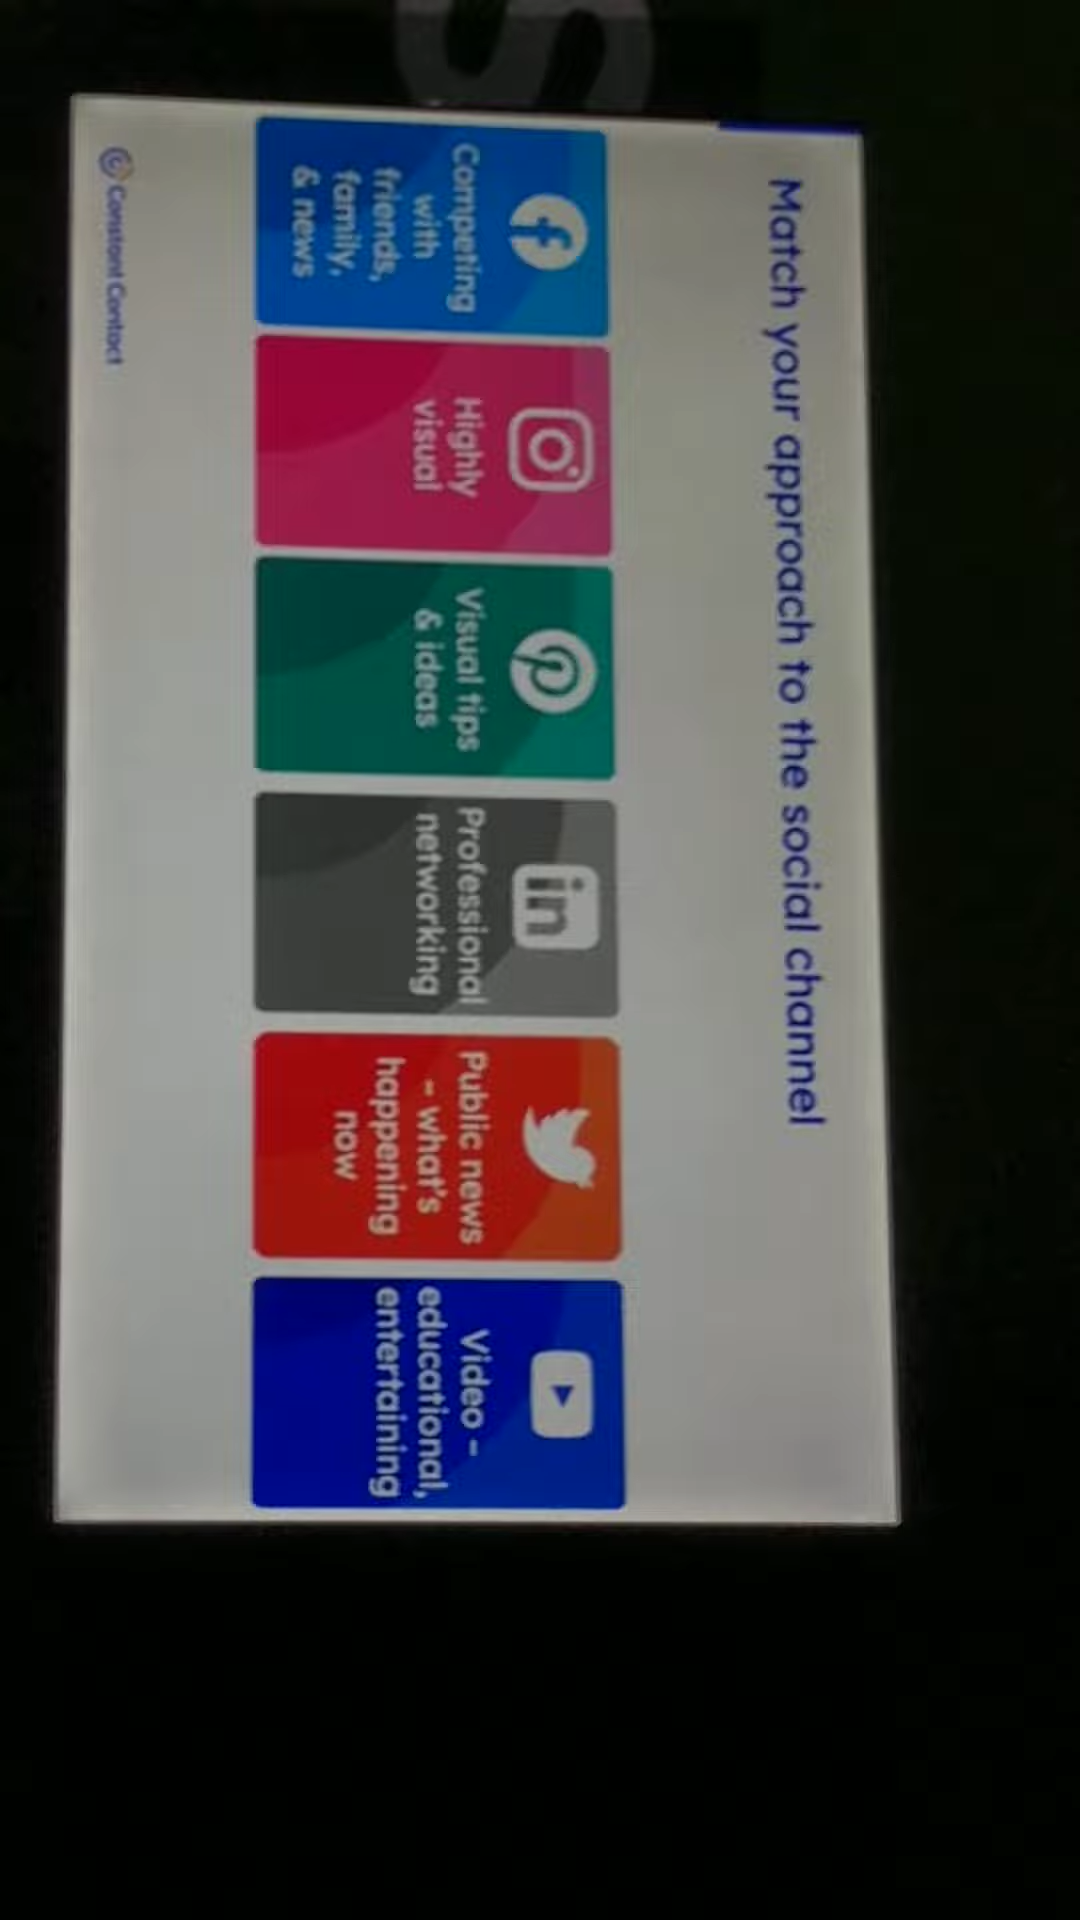 Match your approach to the social channel
Competing
with
friends,
family,
& news
Highly
visual
Visual tips
& ideas
in
Professional
networking
Public news
– what's
happening
now
Video –
educational,
entertaining
Constant Contact